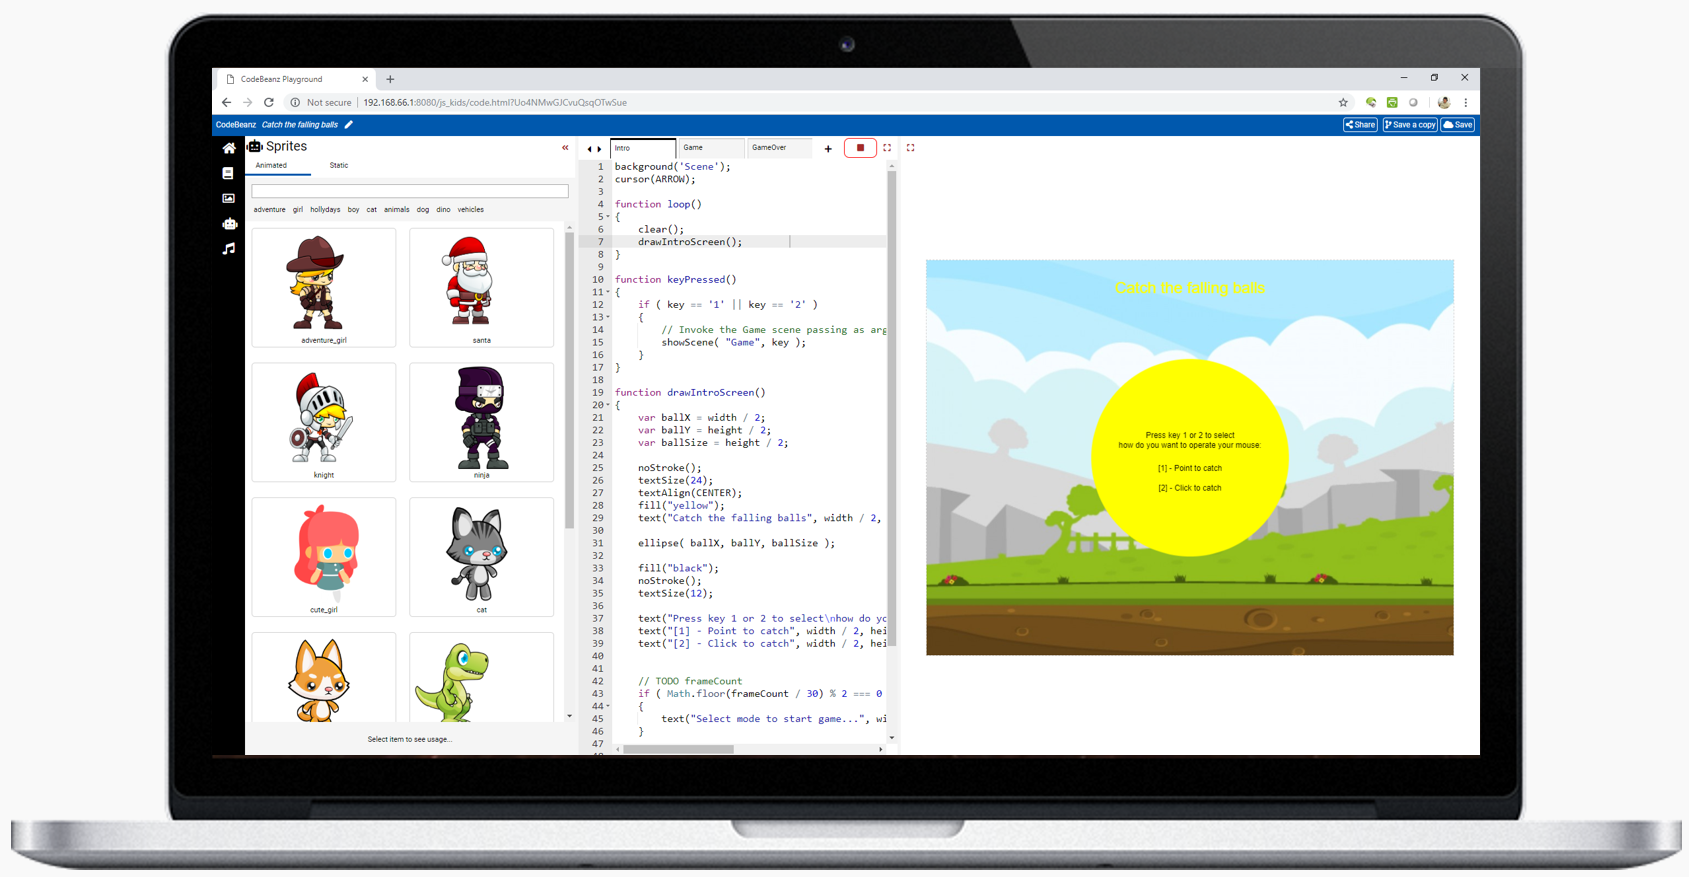 CodeBeanz Playground
Not secure | 192.168.66.1:8080/js_kids/code.html?Uo4NMwGJCvuQsqOTwSue
CodeBeanz Catch the falling balls
Share
Save a copy
Save
Sprites
Animated
Static
adventure girl hollydays boy cat animals dog dino vehicles
adventure_girl
santa
knight
ninja
cute_girl
cat
Select item to see usage...
Intro
Game
GameOver
1 background('Scene');
2 cursor(ARROW);
3
4 function loop()
5 {
6 clear();
7 drawIntroScreen();
8 }
9
10 function keyPressed()
11 {
12 if ( key == '1' || key == '2' )
13 {
14 // Invoke the Game scene passing as arg
15 showScene( "Game", key );
16 }
17 }
18
19 function drawIntroScreen()
20 {
21 var ballX = width / 2;
22 var ballY = height / 2;
23 var ballSize = height / 2;
24
25 noStroke();
26 textSize(24);
27 textAlign(CENTER);
28 fill("yellow");
29 text("Catch the falling balls", width / 2,
30
31 ellipse( ballX, ballY, ballSize );
32
33 fill("black");
34 noStroke();
35 textSize(12);
36
37 text("Press key 1 or 2 to select\nhow do yo
38 text("[1] - Point to catch", width / 2, hei
39 text("[2] - Click to catch", width / 2, hei
40
41
42 // TODO frameCount
43 if ( Math.floor(frameCount / 30) % 2 === 0
44 {
45 text("Select mode to start game...", wi
46 }
47
Catch the falling balls
Press key 1 or 2 to select
how do you want to operate your mouse:
[1] - Point to catch
[2] - Click to catch